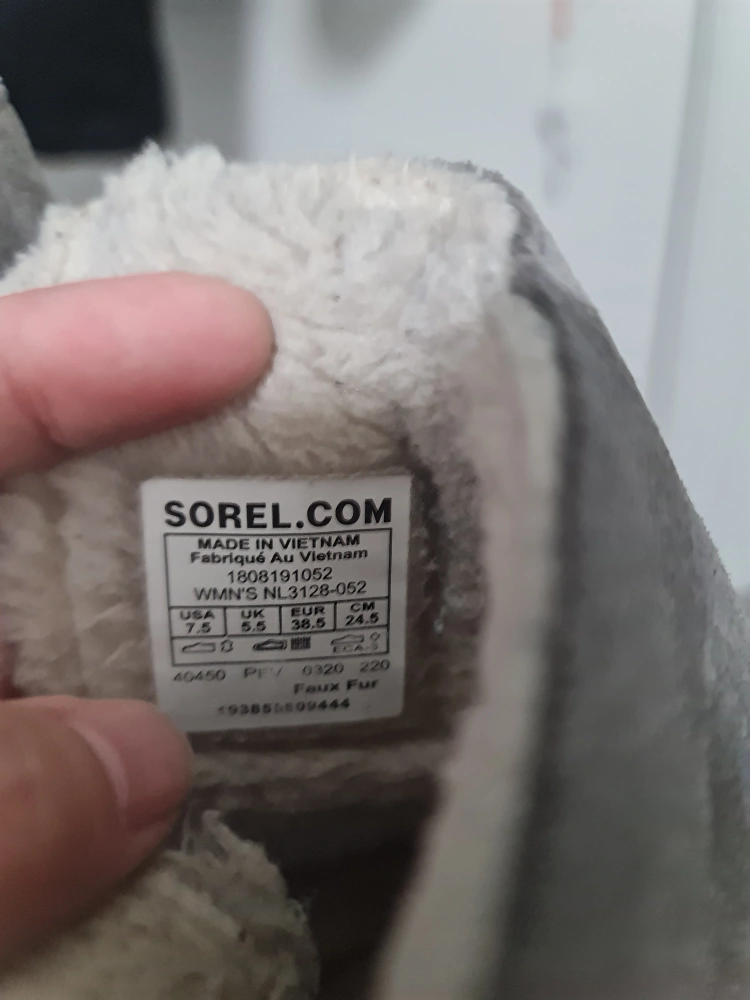 SOREL.COM
MADE IN VIETNAM
Fabriqué Au Vietnam
1808191052
WMN'S NL3128-052
USA UK EUR CM
7.5 5.5 38.5 24.5
40450 0320 220
Faux Fur